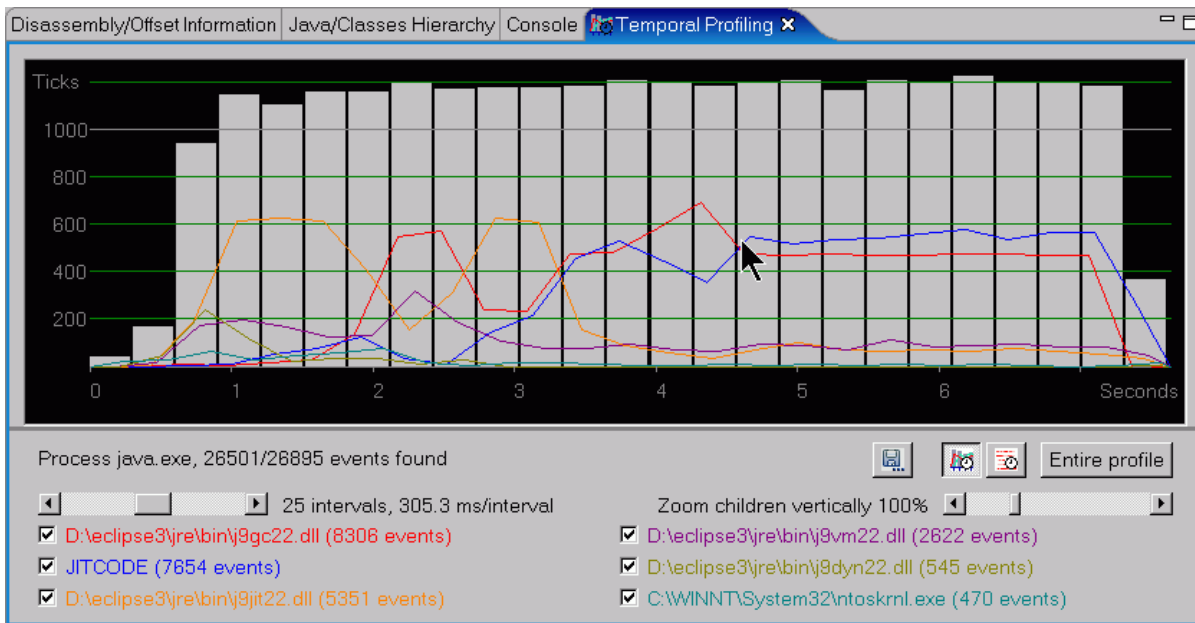 Disassembly/Offset Information Java/Classes Hierarchy Console Temporal Profiling
Ticks
1000
800
600
400
200
0 1 2 3 4 5 6 Seconds
Process java.exe, 26501/26895 events found Entire profile
25 intervals, 305.3 ms/interval Zoom children vertically 100%
D:\eclipse3\jre\bin\j9gc22.dll (8306 events) D:\eclipse3\jre\bin\j9vm22.dll (2622 events)
JITCODE (7654 events) D:\eclipse3\jre\bin\j9dyn22.dll (545 events)
D:\eclipse3\jre\bin\j9jit22.dll (5351 events) C:\WINNT\System32\ntoskrnl.exe (470 events)